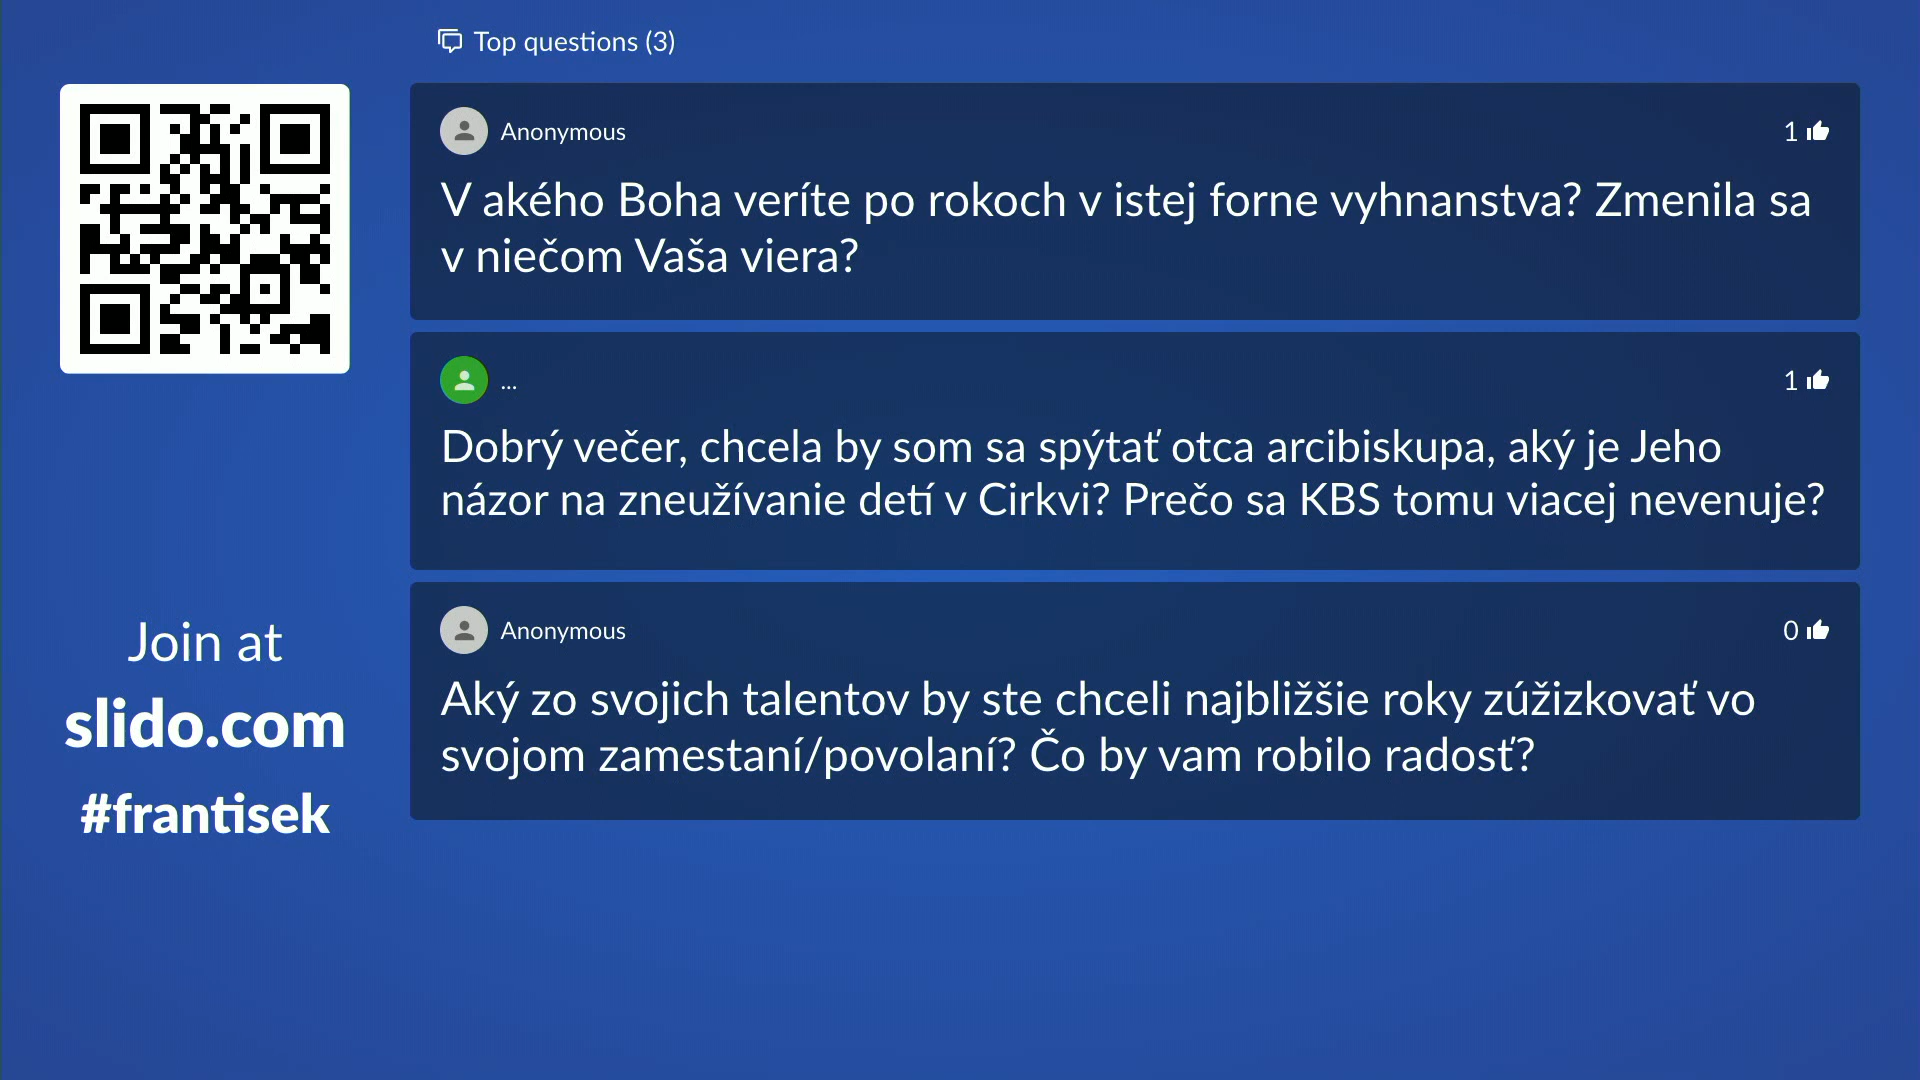 Top questions (3)
Anonymous
1
V akého Boha veríte po rokoch v istej forne vyhnanstva? Zmenila sa
v niečom Vaša viera?
...
1
Dobrý večer, chcela by som sa spýtať otca arcibiskupa, aký je Jeho
názor na zneužívanie detí v Cirkvi? Prečo sa KBS tomu viacej nevenuje?
Anonymous
0
Aký zo svojich talentov by ste chceli najbližšie roky zúžizkovať vo
svojom zamestaní/povolaní? Čo by vam robilo radosť?
Join at
slido.com
#frantisek